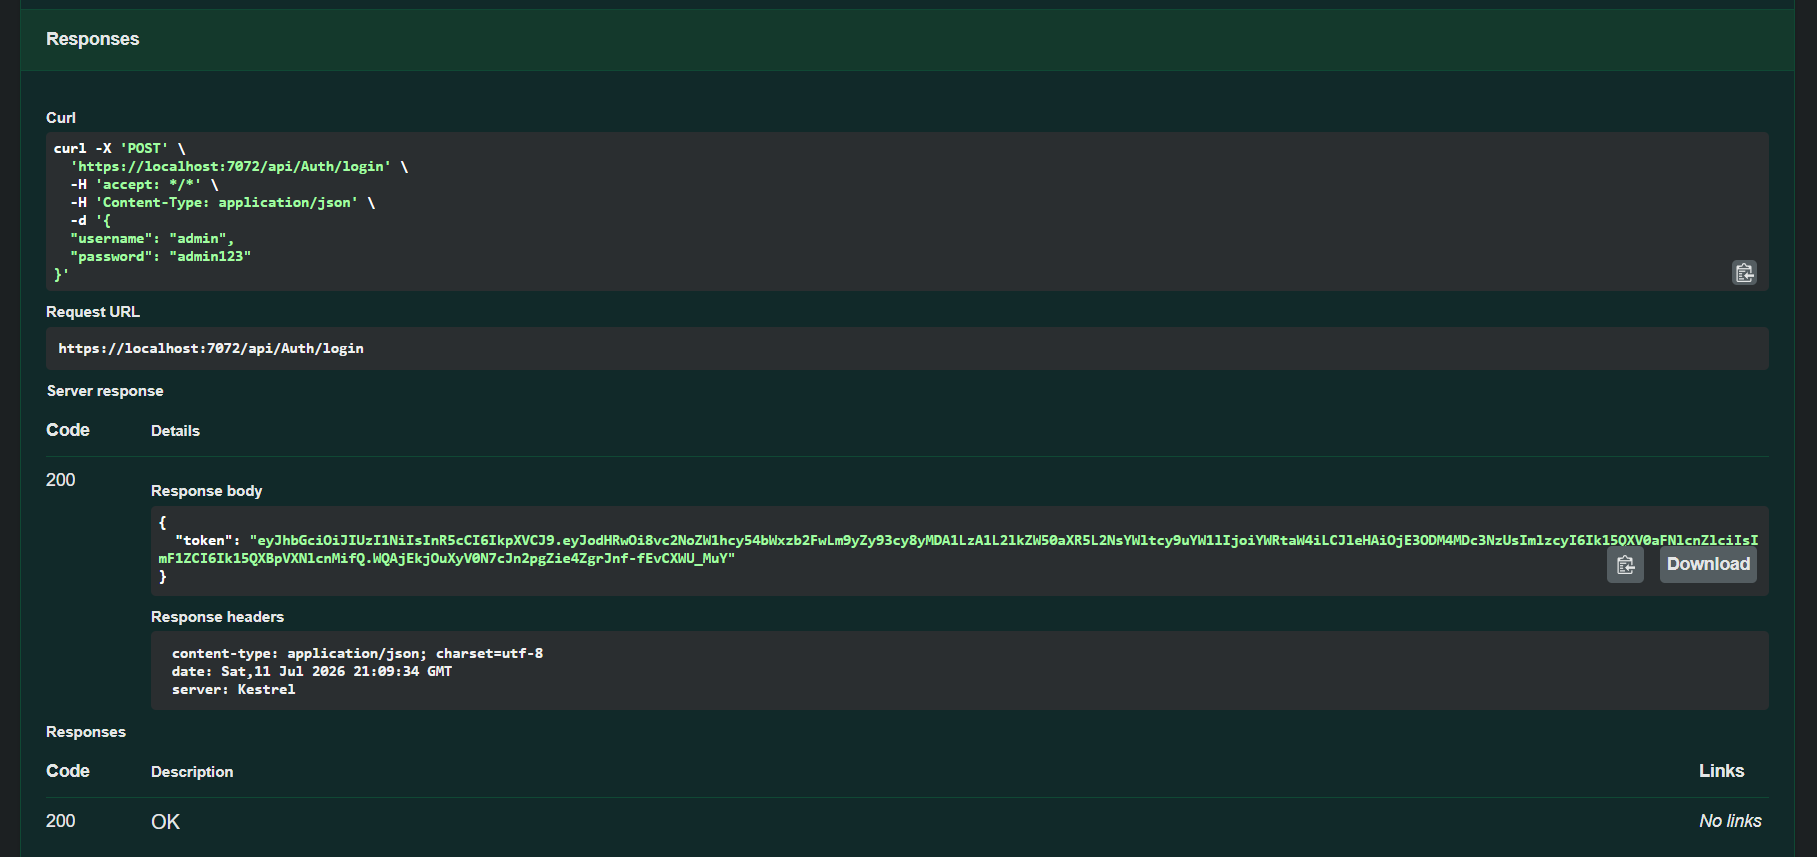 Responses
Curl
curl -X 'POST' \
  'https://localhost:7072/api/Auth/login' \
  -H 'accept: */*' \
  -H 'Content-Type: application/json' \
  -d '{
  "username": "admin",
  "password": "admin123"
}'
Request URL
https://localhost:7072/api/Auth/login
Server response
Code Details
200
Response body
{
  "token": "eyJhbGciOiJIUzI1NiIsInR5cCI6IkpXVCJ9.eyJodHRwOi8vc2NoZW1hcy54bWxzb2FwLm9yZy93cy8yMDA1LzA1L2lkZW50aXR5L2NsYWltcy9uYW1lIjoiYWRtaW4iLCJleHAiOjE3ODM4MDc3NzUsImlzcyI6Ik15QXV0aFNlcnZlciIsI
mF1ZCI6Ik15QXBpVXNlcnMifQ.WQAjEkjOuXyV0N7cJn2pgZie4ZgrJnf-fEvCXWU_MuY"
}
Download
Response headers
content-type: application/json; charset=utf-8
date: Sat,11 Jul 2026 21:09:34 GMT
server: Kestrel
Responses
Code Description Links
200 OK No links